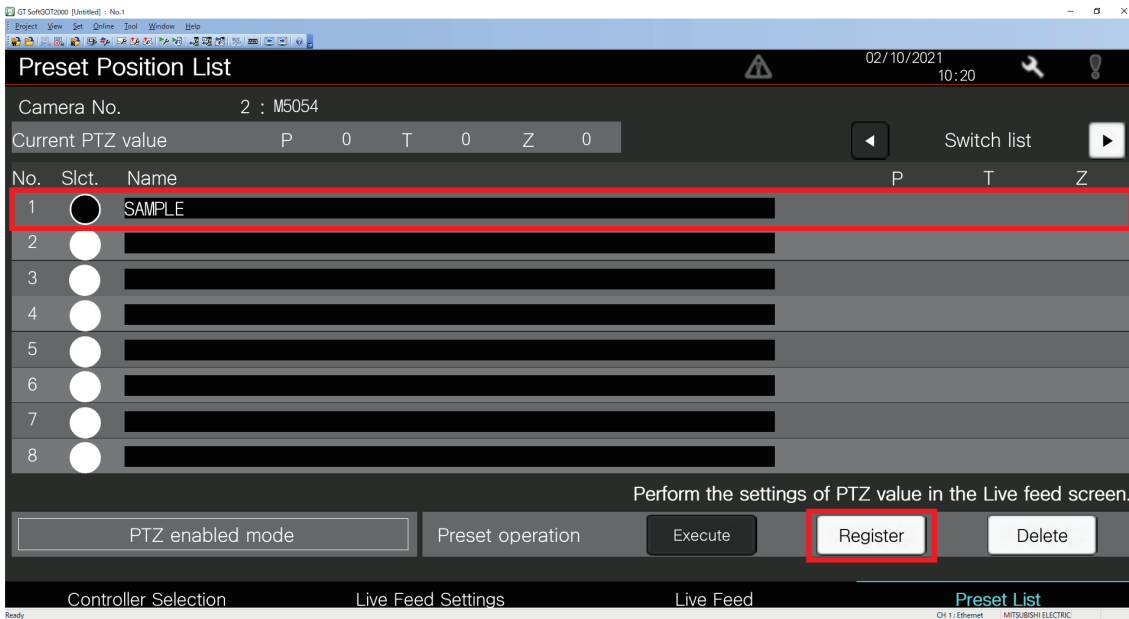 GT SoftGOT2000 [Untitled] : No.1
Project View Set Online Tool Window Help
Preset Position List
02/10/2021
10:20
Camera No. 2 : M5054
Current PTZ value P 0 T 0 Z 0 Switch list
No. Slct. Name P T Z
1 SAMPLE
2
3
4
5
6
7
8
Perform the settings of PTZ value in the Live feed screen.
PTZ enabled mode Preset operation Execute Register Delete
Controller Selection Live Feed Settings Live Feed Preset List
Ready CH 1 : Ethernet MITSUBISHI ELECTRIC